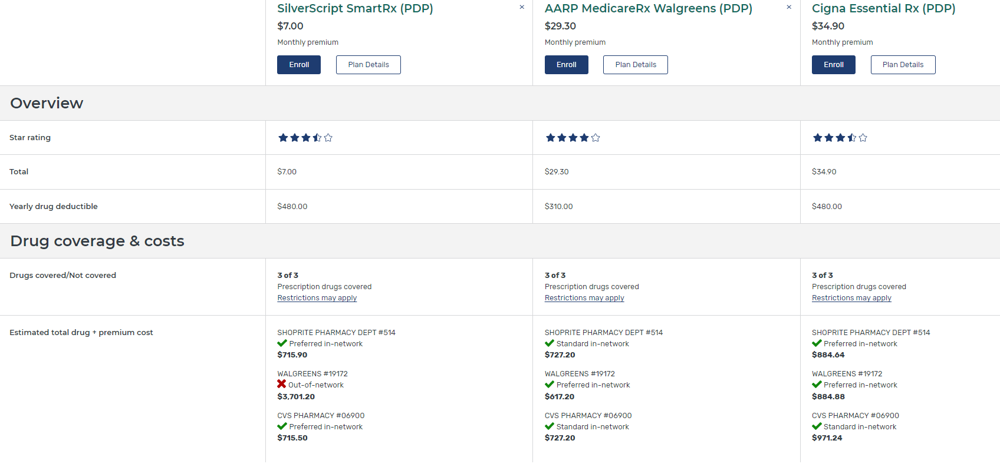 SilverScript SmartRx (PDP)
×
AARP MedicareRx Walgreens (PDP)
×
Cigna Essential Rx (PDP)
$7.00
$29.30
$34.90
Monthly premium
Monthly premium
Monthly premium
Enroll
Plan Details
Enroll
Plan Details
Enroll
Plan Details
Overview
Star rating
Total
$7.00
$29.30
$34.90
Yearly drug deductible
$480.00
$310.00
$480.00
Drug coverage & costs
Drugs covered/Not covered
3 of 3
Prescription drugs covered
Restrictions may apply
3 of 3
Prescription drugs covered
Restrictions may apply
3 of 3
Prescription drugs covered
Restrictions may apply
Estimated total drug + premium cost
SHOPRITE PHARMACY DEPT #514
Preferred in-network
$715.90
WALGREENS #19172
Out-of-network
$3,701.20
CVS PHARMACY #06900
Preferred in-network
$715.50
SHOPRITE PHARMACY DEPT #514
Standard in-network
$727.20
WALGREENS #19172
Preferred in-network
$617.20
CVS PHARMACY #06900
Standard in-network
$727.20
SHOPRITE PHARMACY DEPT #514
Preferred in-network
$884.64
WALGREENS #19172
Preferred in-network
$884.88
CVS PHARMACY #06900
Standard in-network
$971.24